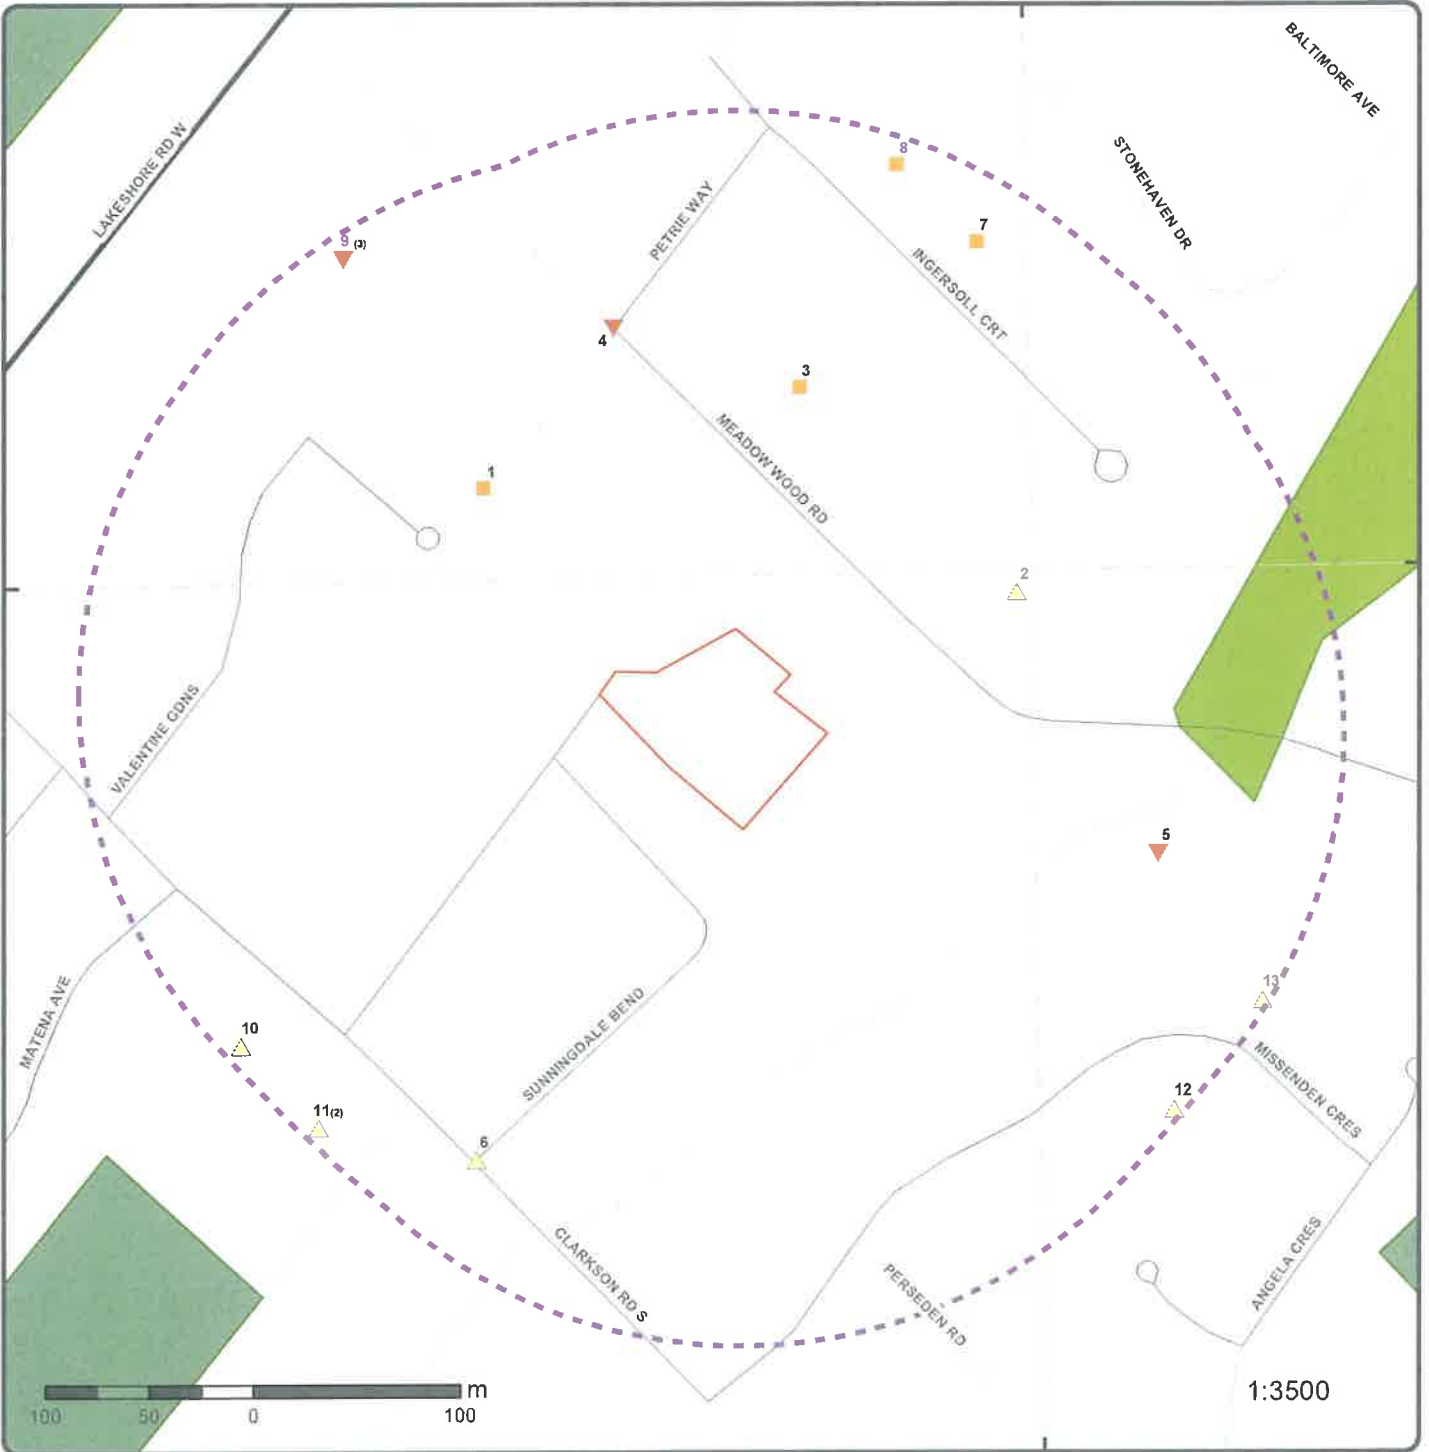 BALTIMORE AVE
LAKESHORE RD W
STONEHAVEN DR
8
PETRIE WAY
7
9 (3)
INGERSOLL CRT
4
3
MEADOW WOOD RD
1
2
VALENTINE GDNS
5
13
MATENA AVE
10
SUNNINGDALE BEND
MISSENDEN CRES
12
11(2)
6
CLARKSON RD S
ANGELA CRES
PERSEDEN RD
m
1:3500
100 50 0 100